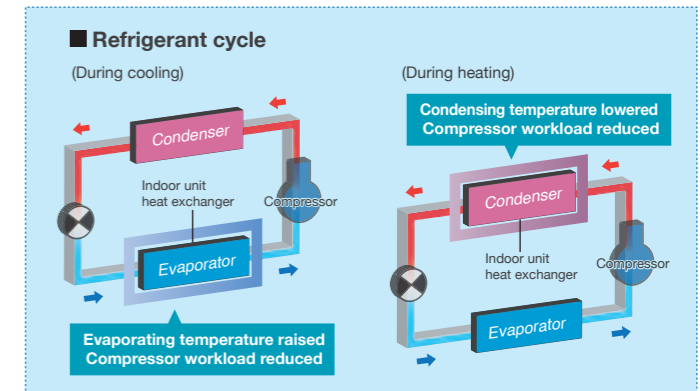 Refrigerant cycle
(During cooling)
Condenser
Indoor unit
heat exchanger
Compressor
Evaporator
Evaporating temperature raised
Compressor workload reduced
(During heating)
Condensing temperature lowered
Compressor workload reduced
Condenser
Indoor unit
heat exchanger
Compressor
Evaporator